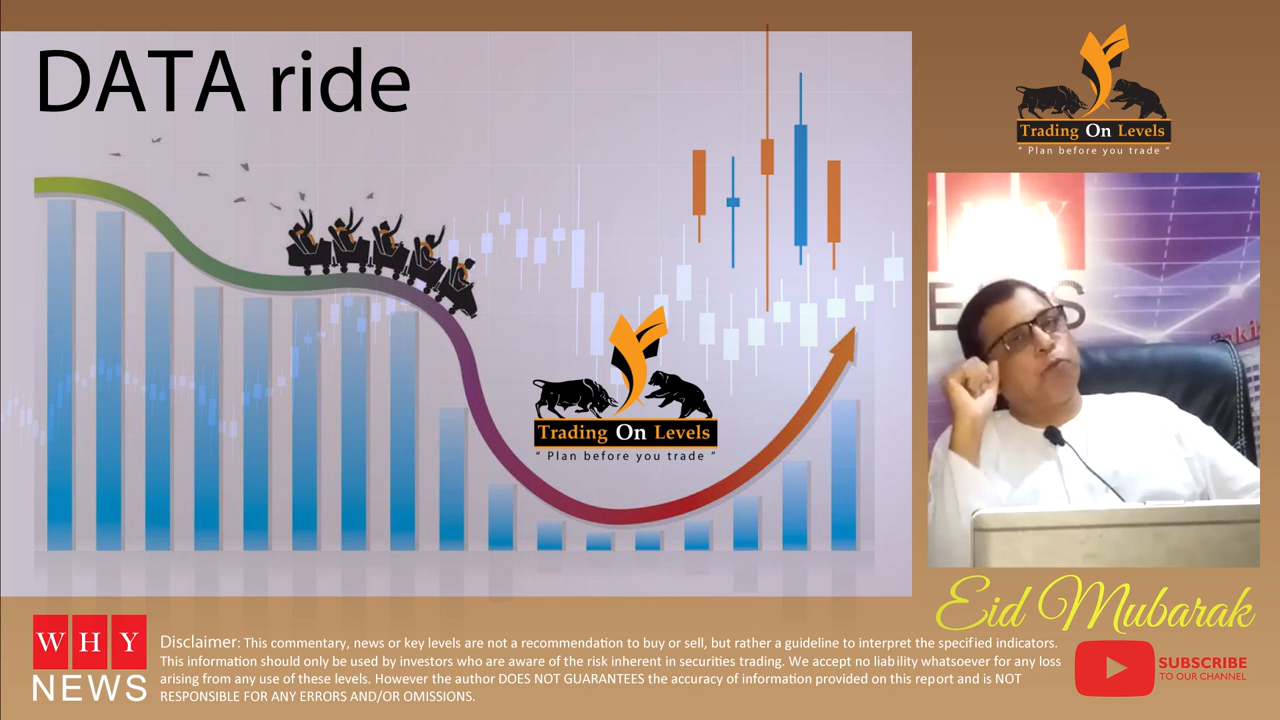 DATA ride
Trading On Levels
“ Plan before you trade ”
Trading On Levels
“ Plan before you trade ”
Eid Mubarak
WHY
NEWS
Disclaimer: This commentary, news or key levels are not a recommendation to buy or sell, but rather a guideline to interpret the specified indicators.
This information should only be used by investors who are aware of the risk inherent in securities trading. We accept no liability whatsoever for any loss
arising from any use of these levels. However the author DOES NOT GUARANTEES the accuracy of information provided on this report and is NOT
RESPONSIBLE FOR ANY ERRORS AND/OR OMISSIONS.
SUBSCRIBE
TO OUR CHANNEL